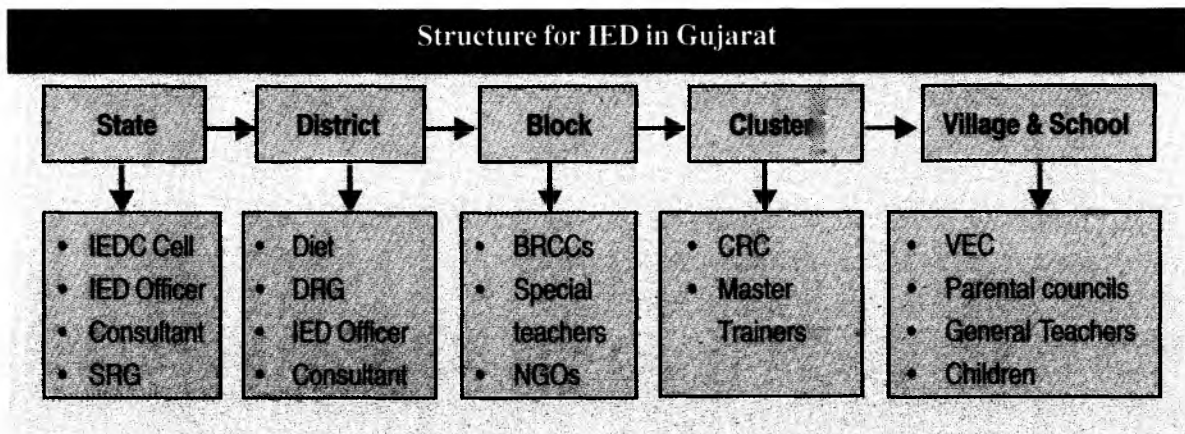 Structure for IED in Gujarat
State
District
Block
Cluster
Village & School
• IEDC Cell
• IED Officer
• Consultant
• SRG
• Diet
• DRG
• IED Officer
• Consultant
• BRCCs
• Special
teachers
• NGOs
• CRC
• Master
Trainers
• VEC
• Parental councils
• General Teachers
• Children